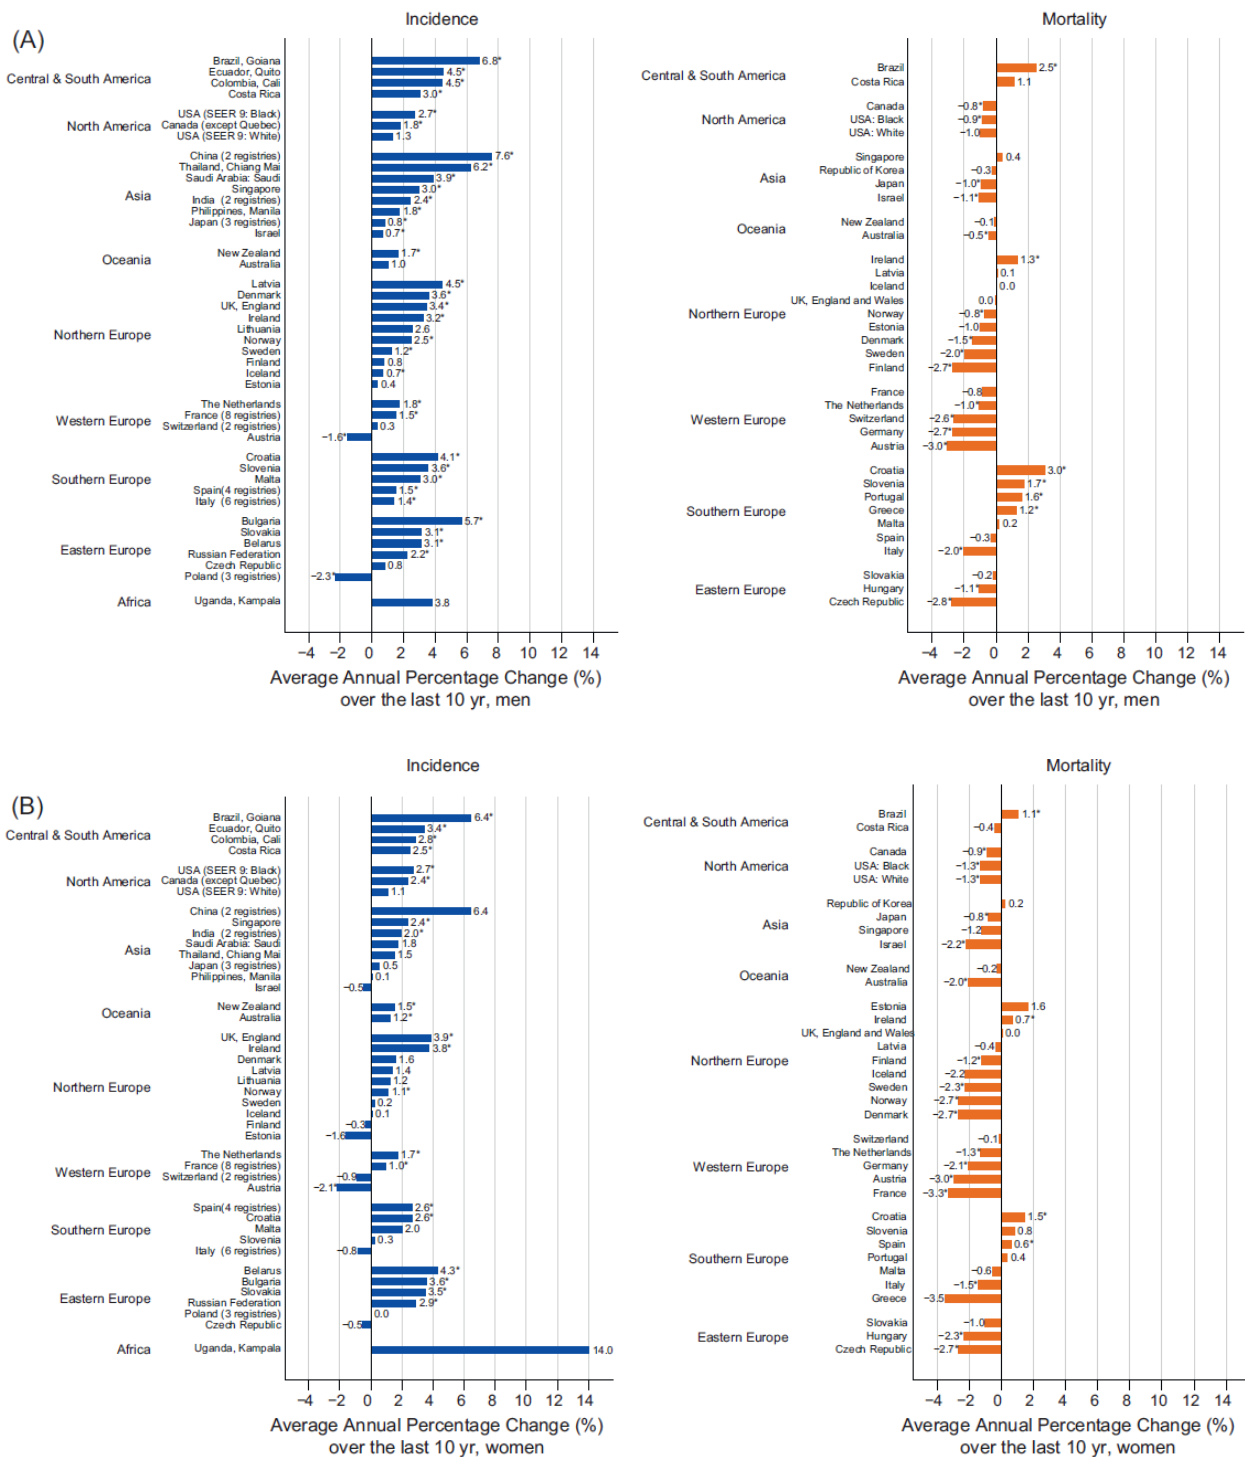 (A)
Incidence
Central & South America
Brazil, Goiana 6.8*
Ecuador, Quito 4.5*
Colombia, Cali 4.5*
Costa Rica 3.0*
North America
USA (SEER 9: Black) 2.7*
Canada (except Quebec) 1.8*
USA (SEER 9: White) 1.3
Asia
China (2 registries) 7.6*
Thailand, Chiang Mai 6.2*
Saudi Arabia: Saudi 3.9*
Singapore 3.0*
India (2 registries) 2.4*
Philippines, Manila 1.8*
Japan (3 registries) 0.8*
Israel 0.7*
Oceania
New Zealand 1.7*
Australia 1.0
Northern Europe
Latvia 4.5*
Denmark 3.6*
UK, England 3.4*
Ireland 3.2*
Lithuania 2.6
Norway 2.5*
Sweden 1.2*
Finland 0.8
Iceland 0.7*
Estonia 0.4
Western Europe
The Netherlands 1.8*
France (8 registries) 1.5*
Switzerland (2 registries) 0.3
Austria −1.6*
Southern Europe
Croatia 4.1*
Slovenia 3.6*
Malta 3.0*
Spain(4 registries) 1.5*
Italy (6 registries) 1.4*
Eastern Europe
Bulgaria 5.7*
Slovakia 3.1*
Belarus 3.1*
Russian Federation 2.2*
Czech Republic 0.8
Poland (3 registries) −2.3*
Africa
Uganda, Kampala 3.8
−4 −2 0 2 4 6 8 10 12 14
Average Annual Percentage Change (%)
over the last 10 yr, men
Mortality
Central & South America
Brazil 2.5*
Costa Rica 1.1
North America
Canada −0.8*
USA: Black −0.9*
USA: White −1.0
Asia
Singapore 0.4
Republic of Korea −0.3
Japan −1.0*
Israel −1.1*
Oceania
New Zealand −0.1
Australia −0.5*
Northern Europe
Ireland 1.3*
Latvia 0.1
Iceland 0.0
UK, England and Wales 0.0
Norway −0.8*
Estonia −1.0
Denmark −1.5*
Sweden −2.0*
Finland −2.7*
Western Europe
France −0.8
The Netherlands −1.0*
Switzerland −2.6*
Germany −2.7*
Austria −3.0*
Southern Europe
Croatia 3.0*
Slovenia 1.7*
Portugal 1.6*
Greece 1.2*
Malta 0.2
Spain −0.3
Italy −2.0*
Eastern Europe
Slovakia −0.2
Hungary −1.1*
Czech Republic −2.8*
−4 −2 0 2 4 6 8 10 12 14
Average Annual Percentage Change (%)
over the last 10 yr, men
(B)
Incidence
Central & South America
Brazil, Goiana 6.4*
Ecuador, Quito 3.4*
Colombia, Cali 2.8*
Costa Rica 2.5*
North America
USA (SEER 9: Black) 2.7*
Canada (except Quebec) 2.4*
USA (SEER 9: White) 1.1
Asia
China (2 registries) 6.4
Singapore 2.4*
India (2 registries) 2.0*
Saudi Arabia: Saudi 1.8
Thailand, Chiang Mai 1.5
Japan (3 registries) 0.5
Philippines, Manila 0.1
Israel −0.5
Oceania
New Zealand 1.5*
Australia 1.2*
Northern Europe
UK, England 3.9*
Ireland 3.8*
Denmark 1.6
Latvia 1.4
Lithuania 1.2
Norway 1.1*
Sweden 0.2
Iceland 0.1
Finland −0.3
Estonia −1.6
Western Europe
The Netherlands 1.7*
France (8 registries) 1.0*
Switzerland (2 registries) −0.9
Austria −2.1*
Southern Europe
Spain(4 registries) 2.6*
Croatia 2.6*
Malta 2.0
Slovenia 0.3
Italy (6 registries) −0.8
Eastern Europe
Belarus 4.3*
Bulgaria 3.6*
Slovakia 3.5*
Russian Federation 2.9*
Poland (3 registries) 0.0
Czech Republic −0.5
Africa
Uganda, Kampala 14.0
−4 −2 0 2 4 6 8 10 12 14
Average Annual Percentage Change (%)
over the last 10 yr, women
Mortality
Central & South America
Brazil 1.1*
Costa Rica −0.4
North America
Canada −0.9*
USA: Black −1.3*
USA: White −1.3*
Asia
Republic of Korea 0.2
Japan −0.8*
Singapore −1.2
Israel −2.2*
Oceania
New Zealand −0.2
Australia −2.0*
Northern Europe
Estonia 1.6
Ireland 0.7*
UK, England and Wales 0.0
Latvia −0.4
Finland −1.2*
Iceland −2.2
Sweden −2.3*
Norway −2.7*
Denmark −2.7*
Western Europe
Switzerland −0.1
The Netherlands −1.3*
Germany −2.1*
Austria −3.0*
France −3.3*
Southern Europe
Croatia 1.5*
Slovenia 0.8
Spain 0.6*
Portugal 0.4
Malta −0.6
Italy −1.5*
Greece −3.5
Eastern Europe
Slovakia −1.0
Hungary −2.3*
Czech Republic −2.7*
−4 −2 0 2 4 6 8 10 12 14
Average Annual Percentage Change (%)
over the last 10 yr, women